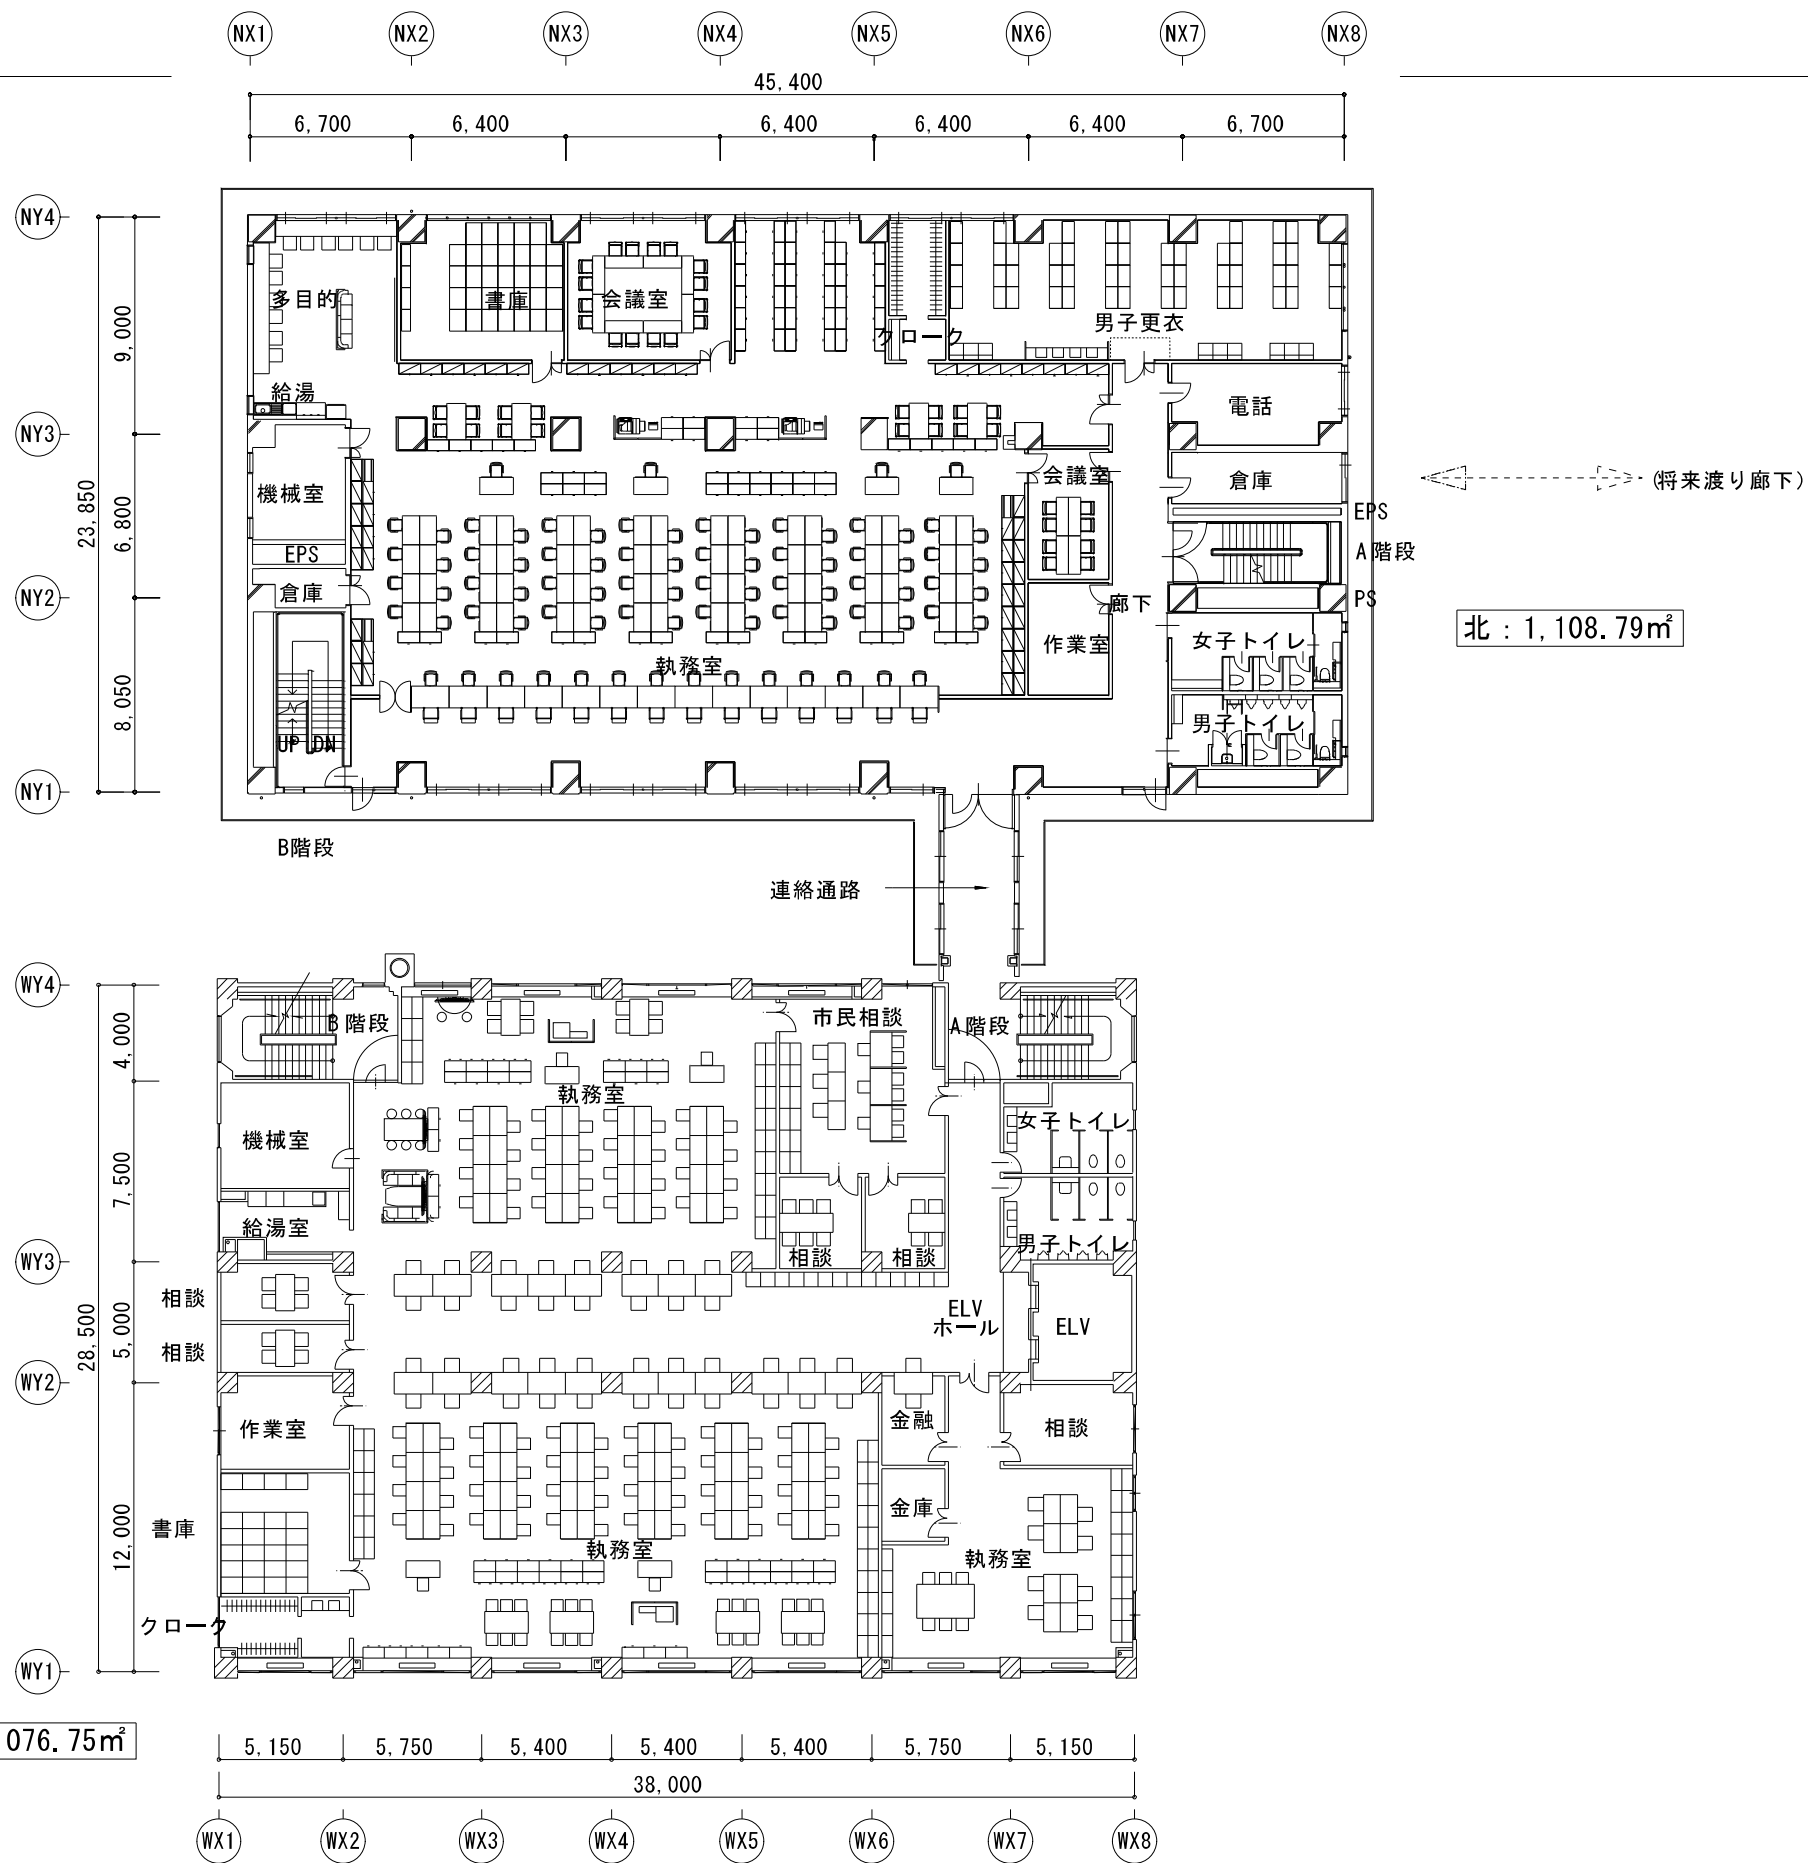 NX1 NX2 NX3 NX4 NX5 NX6 NX7 NX8
45,400
6,700 6,400 6,400 6,400 6,400 6,700
NY4
NY3
NY2
NY1
9,000
6,800
8,050
23,850
多目的
書庫
会議室
クローク
男子更衣
給湯
電話
機械室
会議室
倉庫
(将来渡り廊下)
EPS
EPS
A階段
倉庫
廊下
PS
北：1,108.79㎡
作業室
女子トイレ
執務室
男子トイレ
UP DN
B階段
連絡通路
WY4
WY3
WY2
WY1
4,000
7,500
5,000
12,000
28,500
B階段
市民相談
A階段
執務室
機械室
女子トイレ
給湯室
男子トイレ
相談
相談
相談
ELV
ホール
ELV
相談
作業室
金融
相談
金庫
書庫
執務室
執務室
クローク
076.75㎡
5,150 5,750 5,400 5,400 5,400 5,750 5,150
38,000
WX1 WX2 WX3 WX4 WX5 WX6 WX7 WX8